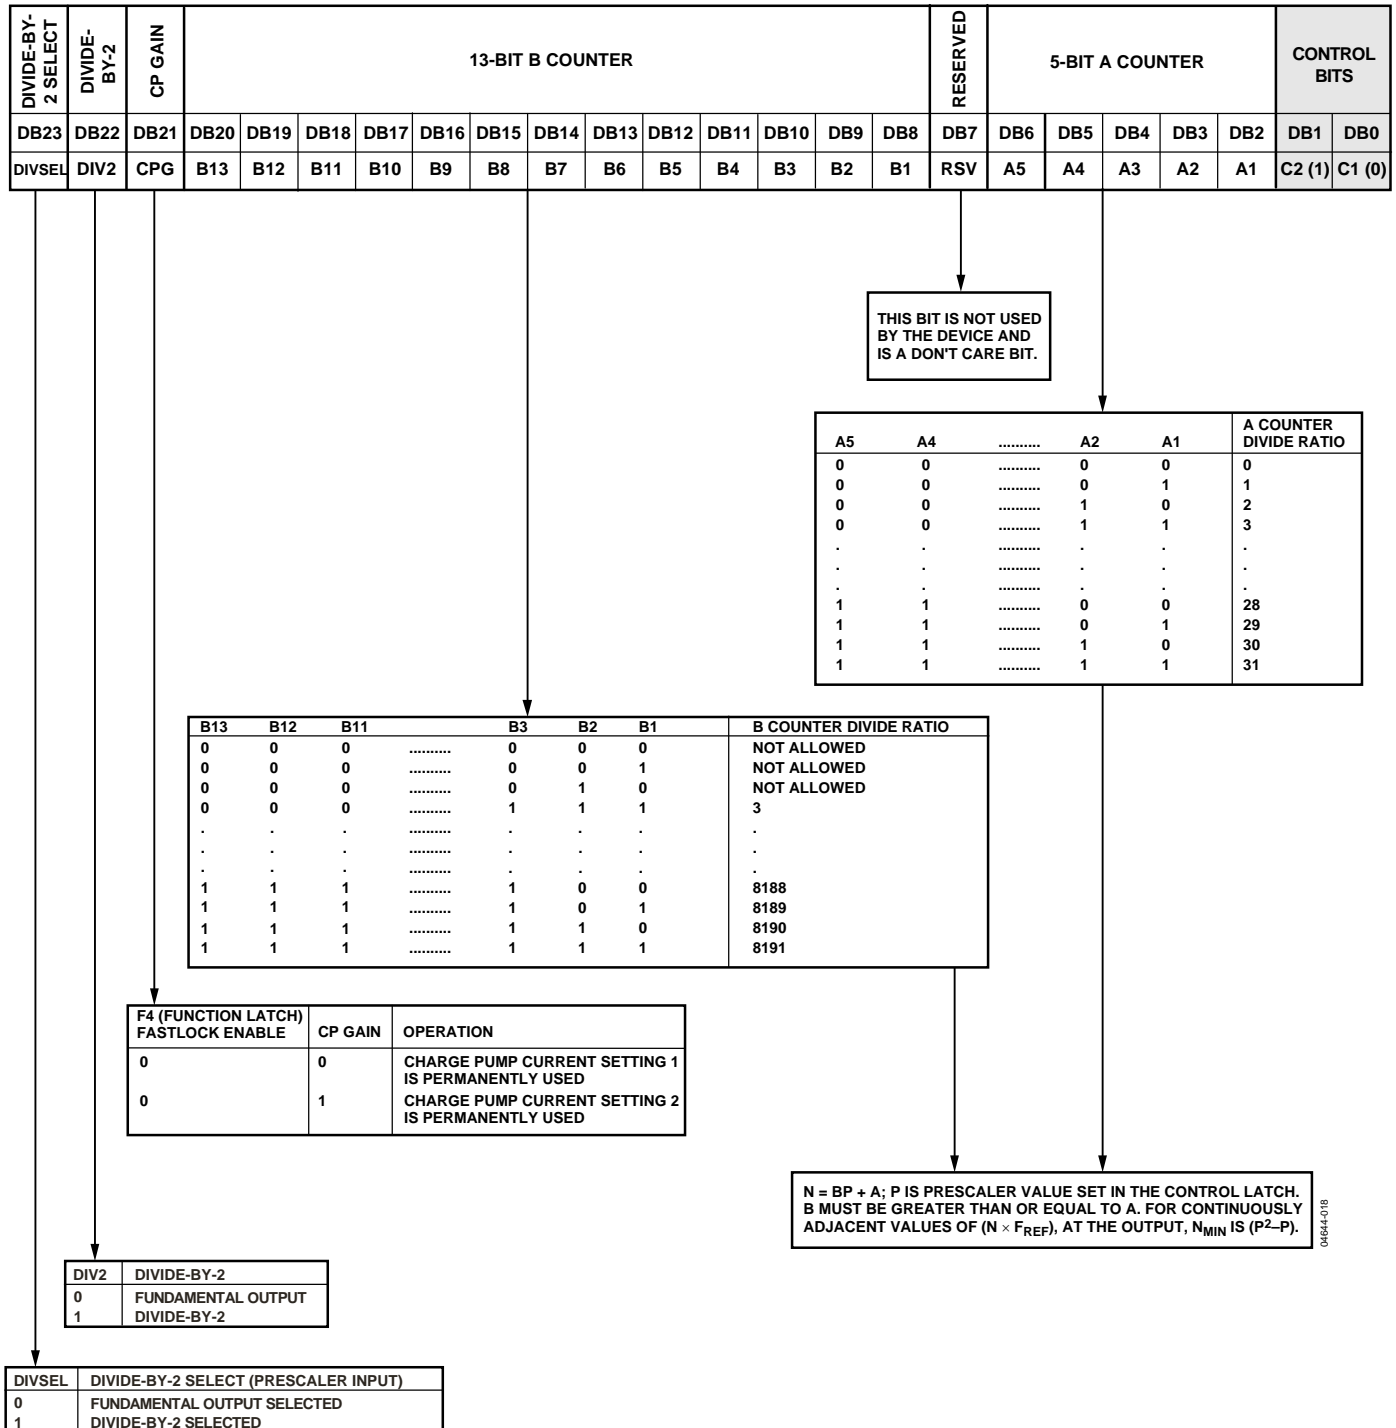 DIVIDE-BY-
2 SELECT
DIVIDE-
BY-2
CP GAIN
13-BIT B COUNTER
RESERVED
5-BIT A COUNTER
CONTROL
BITS
DB23 DB22 DB21 DB20 DB19 DB18 DB17 DB16 DB15 DB14 DB13 DB12 DB11 DB10 DB9 DB8 DB7 DB6 DB5 DB4 DB3 DB2 DB1 DB0
DIVSEL DIV2 CPG B13 B12 B11 B10 B9 B8 B7 B6 B5 B4 B3 B2 B1 RSV A5 A4 A3 A2 A1 C2 (1) C1 (0)
THIS BIT IS NOT USED
BY THE DEVICE AND
IS A DON'T CARE BIT.
A COUNTER
A5 A4 .......... A2 A1 DIVIDE RATIO
0 0 .......... 0 0 0
0 0 .......... 0 1 1
0 0 .......... 1 0 2
0 0 .......... 1 1 3
. . .......... . . .
. . .......... . . .
. . .......... . . .
1 1 .......... 0 0 28
1 1 .......... 0 1 29
1 1 .......... 1 0 30
1 1 .......... 1 1 31
B13 B12 B11 B3 B2 B1 B COUNTER DIVIDE RATIO
0 0 0 .......... 0 0 0 NOT ALLOWED
0 0 0 .......... 0 0 1 NOT ALLOWED
0 0 0 .......... 0 1 0 NOT ALLOWED
0 0 0 .......... 1 1 1 3
. . . .......... . . . .
. . . .......... . . . .
. . . .......... . . . .
1 1 1 .......... 1 0 0 8188
1 1 1 .......... 1 0 1 8189
1 1 1 .......... 1 1 0 8190
1 1 1 .......... 1 1 1 8191
F4 (FUNCTION LATCH)
FASTLOCK ENABLE CP GAIN OPERATION
0 0 CHARGE PUMP CURRENT SETTING 1
IS PERMANENTLY USED
0 1 CHARGE PUMP CURRENT SETTING 2
IS PERMANENTLY USED
N = BP + A; P IS PRESCALER VALUE SET IN THE CONTROL LATCH.
B MUST BE GREATER THAN OR EQUAL TO A. FOR CONTINUOUSLY
ADJACENT VALUES OF (N × FREF), AT THE OUTPUT, NMIN IS (P²–P).
04644-018
DIV2 DIVIDE-BY-2
0 FUNDAMENTAL OUTPUT
1 DIVIDE-BY-2
DIVSEL DIVIDE-BY-2 SELECT (PRESCALER INPUT)
0 FUNDAMENTAL OUTPUT SELECTED
1 DIVIDE-BY-2 SELECTED